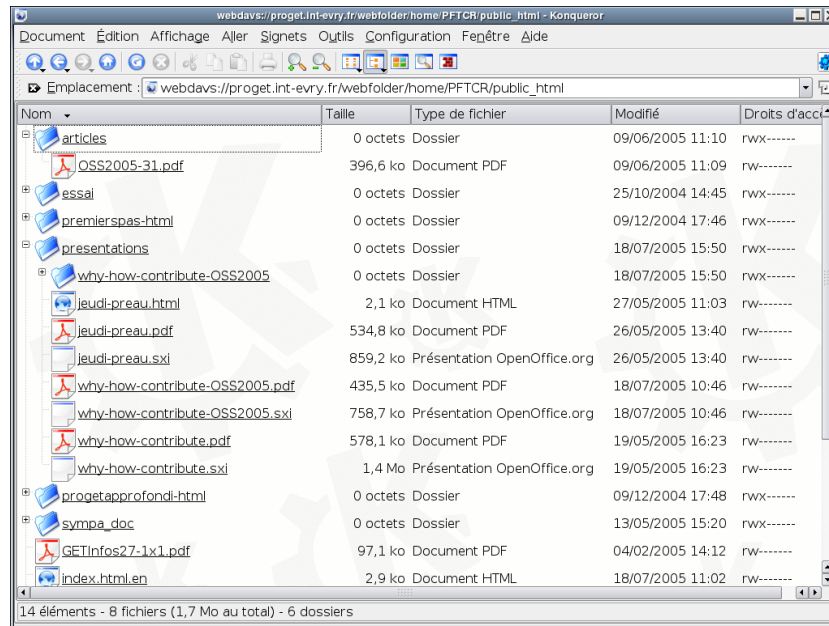 webdavs://proget.int-evry.fr/webfolder/home/PFTCR/public_html - Konqueror
Document Édition Affichage Aller Signets Outils Configuration Fenêtre Aide
Emplacement : webdavs://proget.int-evry.fr/webfolder/home/PFTCR/public_html
Nom Taille Type de fichier Modifié Droits d'accè
articles 0 octets Dossier 09/06/2005 11:10 rwx------
OSS2005-31.pdf 396,6 ko Document PDF 09/06/2005 11:09 rw-------
essai 0 octets Dossier 25/10/2004 14:45 rwx------
premierspas-html 0 octets Dossier 09/12/2004 17:46 rwx------
presentations 0 octets Dossier 18/07/2005 15:50 rwx------
why-how-contribute-OSS2005 0 octets Dossier 18/07/2005 15:50 rwx------
jeudi-preau.html 2,1 ko Document HTML 27/05/2005 11:03 rw-------
jeudi-preau.pdf 534,8 ko Document PDF 26/05/2005 13:40 rw-------
jeudi-preau.sxi 859,2 ko Présentation OpenOffice.org 26/05/2005 13:40 rw-------
why-how-contribute-OSS2005.pdf 435,5 ko Document PDF 18/07/2005 10:46 rw-------
why-how-contribute-OSS2005.sxi 758,7 ko Présentation OpenOffice.org 18/07/2005 10:46 rw-------
why-how-contribute.pdf 578,1 ko Document PDF 19/05/2005 16:23 rw-------
why-how-contribute.sxi 1,4 Mo Présentation OpenOffice.org 19/05/2005 16:23 rw-------
progetapprofondi-html 0 octets Dossier 09/12/2004 17:48 rwx------
sympa_doc 0 octets Dossier 13/05/2005 15:20 rwx------
GETInfos27-1x1.pdf 97,1 ko Document PDF 04/02/2005 14:12 rw-------
index.html.en 2,9 ko Document HTML 18/07/2005 11:02 rw-------
14 éléments - 8 fichiers (1,7 Mo au total) - 6 dossiers